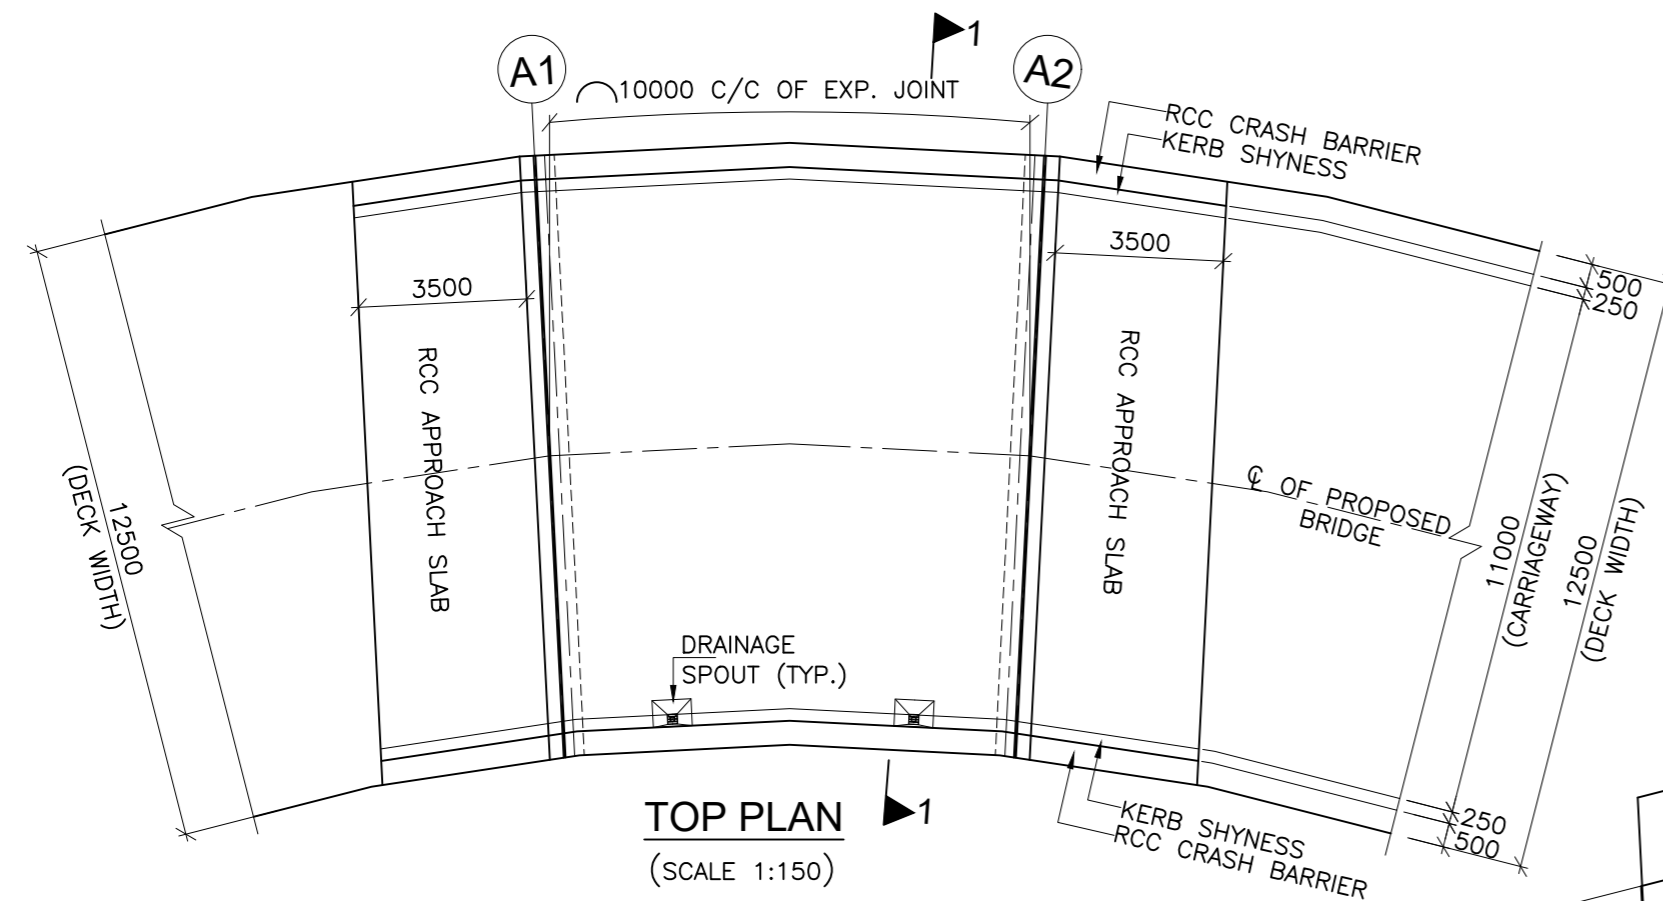 1
A1
A2
10000 C/C OF EXP. JOINT
RCC CRASH BARRIER
KERB SHYNESS
3500
3500
500
250
RCC APPROACH SLAB
RCC APPROACH SLAB
℄ OF PROPOSED
BRIDGE
12500
(DECK WIDTH)
11000
(CARRIAGEWAY)
12500
(DECK WIDTH)
DRAINAGE
SPOUT (TYP.)
250
500
KERB SHYNESS
RCC CRASH BARRIER
1
TOP PLAN
(SCALE 1:150)